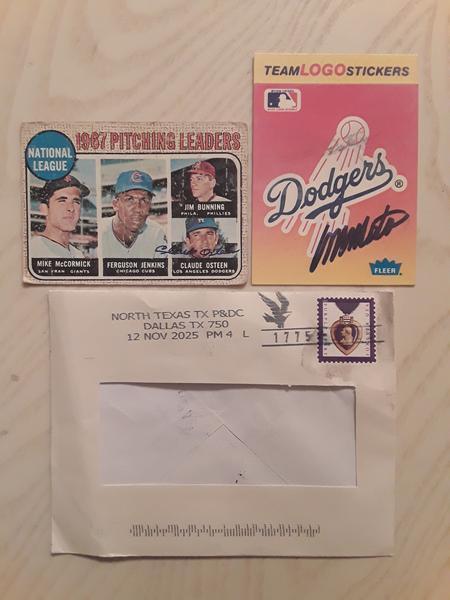 1967 PITCHING LEADERS
NATIONAL
LEAGUE
MIKE McCORMICK
SAN FRAN GIANTS
FERGUSON JENKINS
CHICAGO CUBS
JIM BUNNING
PHILA. PHILLIES
CLAUDE OSTEEN
LOS ANGELES DODGERS
TEAM LOGO STICKERS
Dodgers®
FLEER
NORTH TEXAS TX P&DC
DALLAS TX 750
12 NOV 2025 PM 4 L
1775